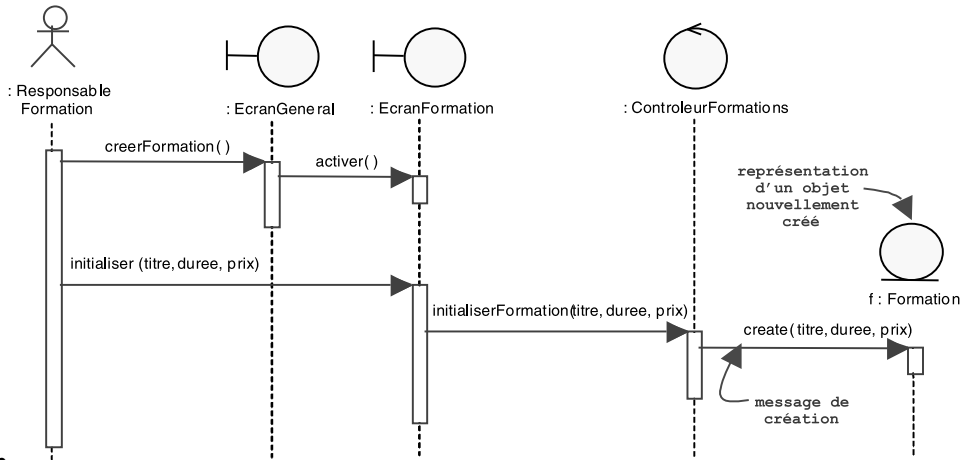 : Responsable
Formation
: EcranGeneral
: EcranFormation
: ControleurFormations
creerFormation()
activer()
représentation
d'un objet
nouvellement
créé
initialiser (titre, duree, prix)
f : Formation
initialiserFormation(titre, duree, prix)
create(titre, duree, prix)
message de
création